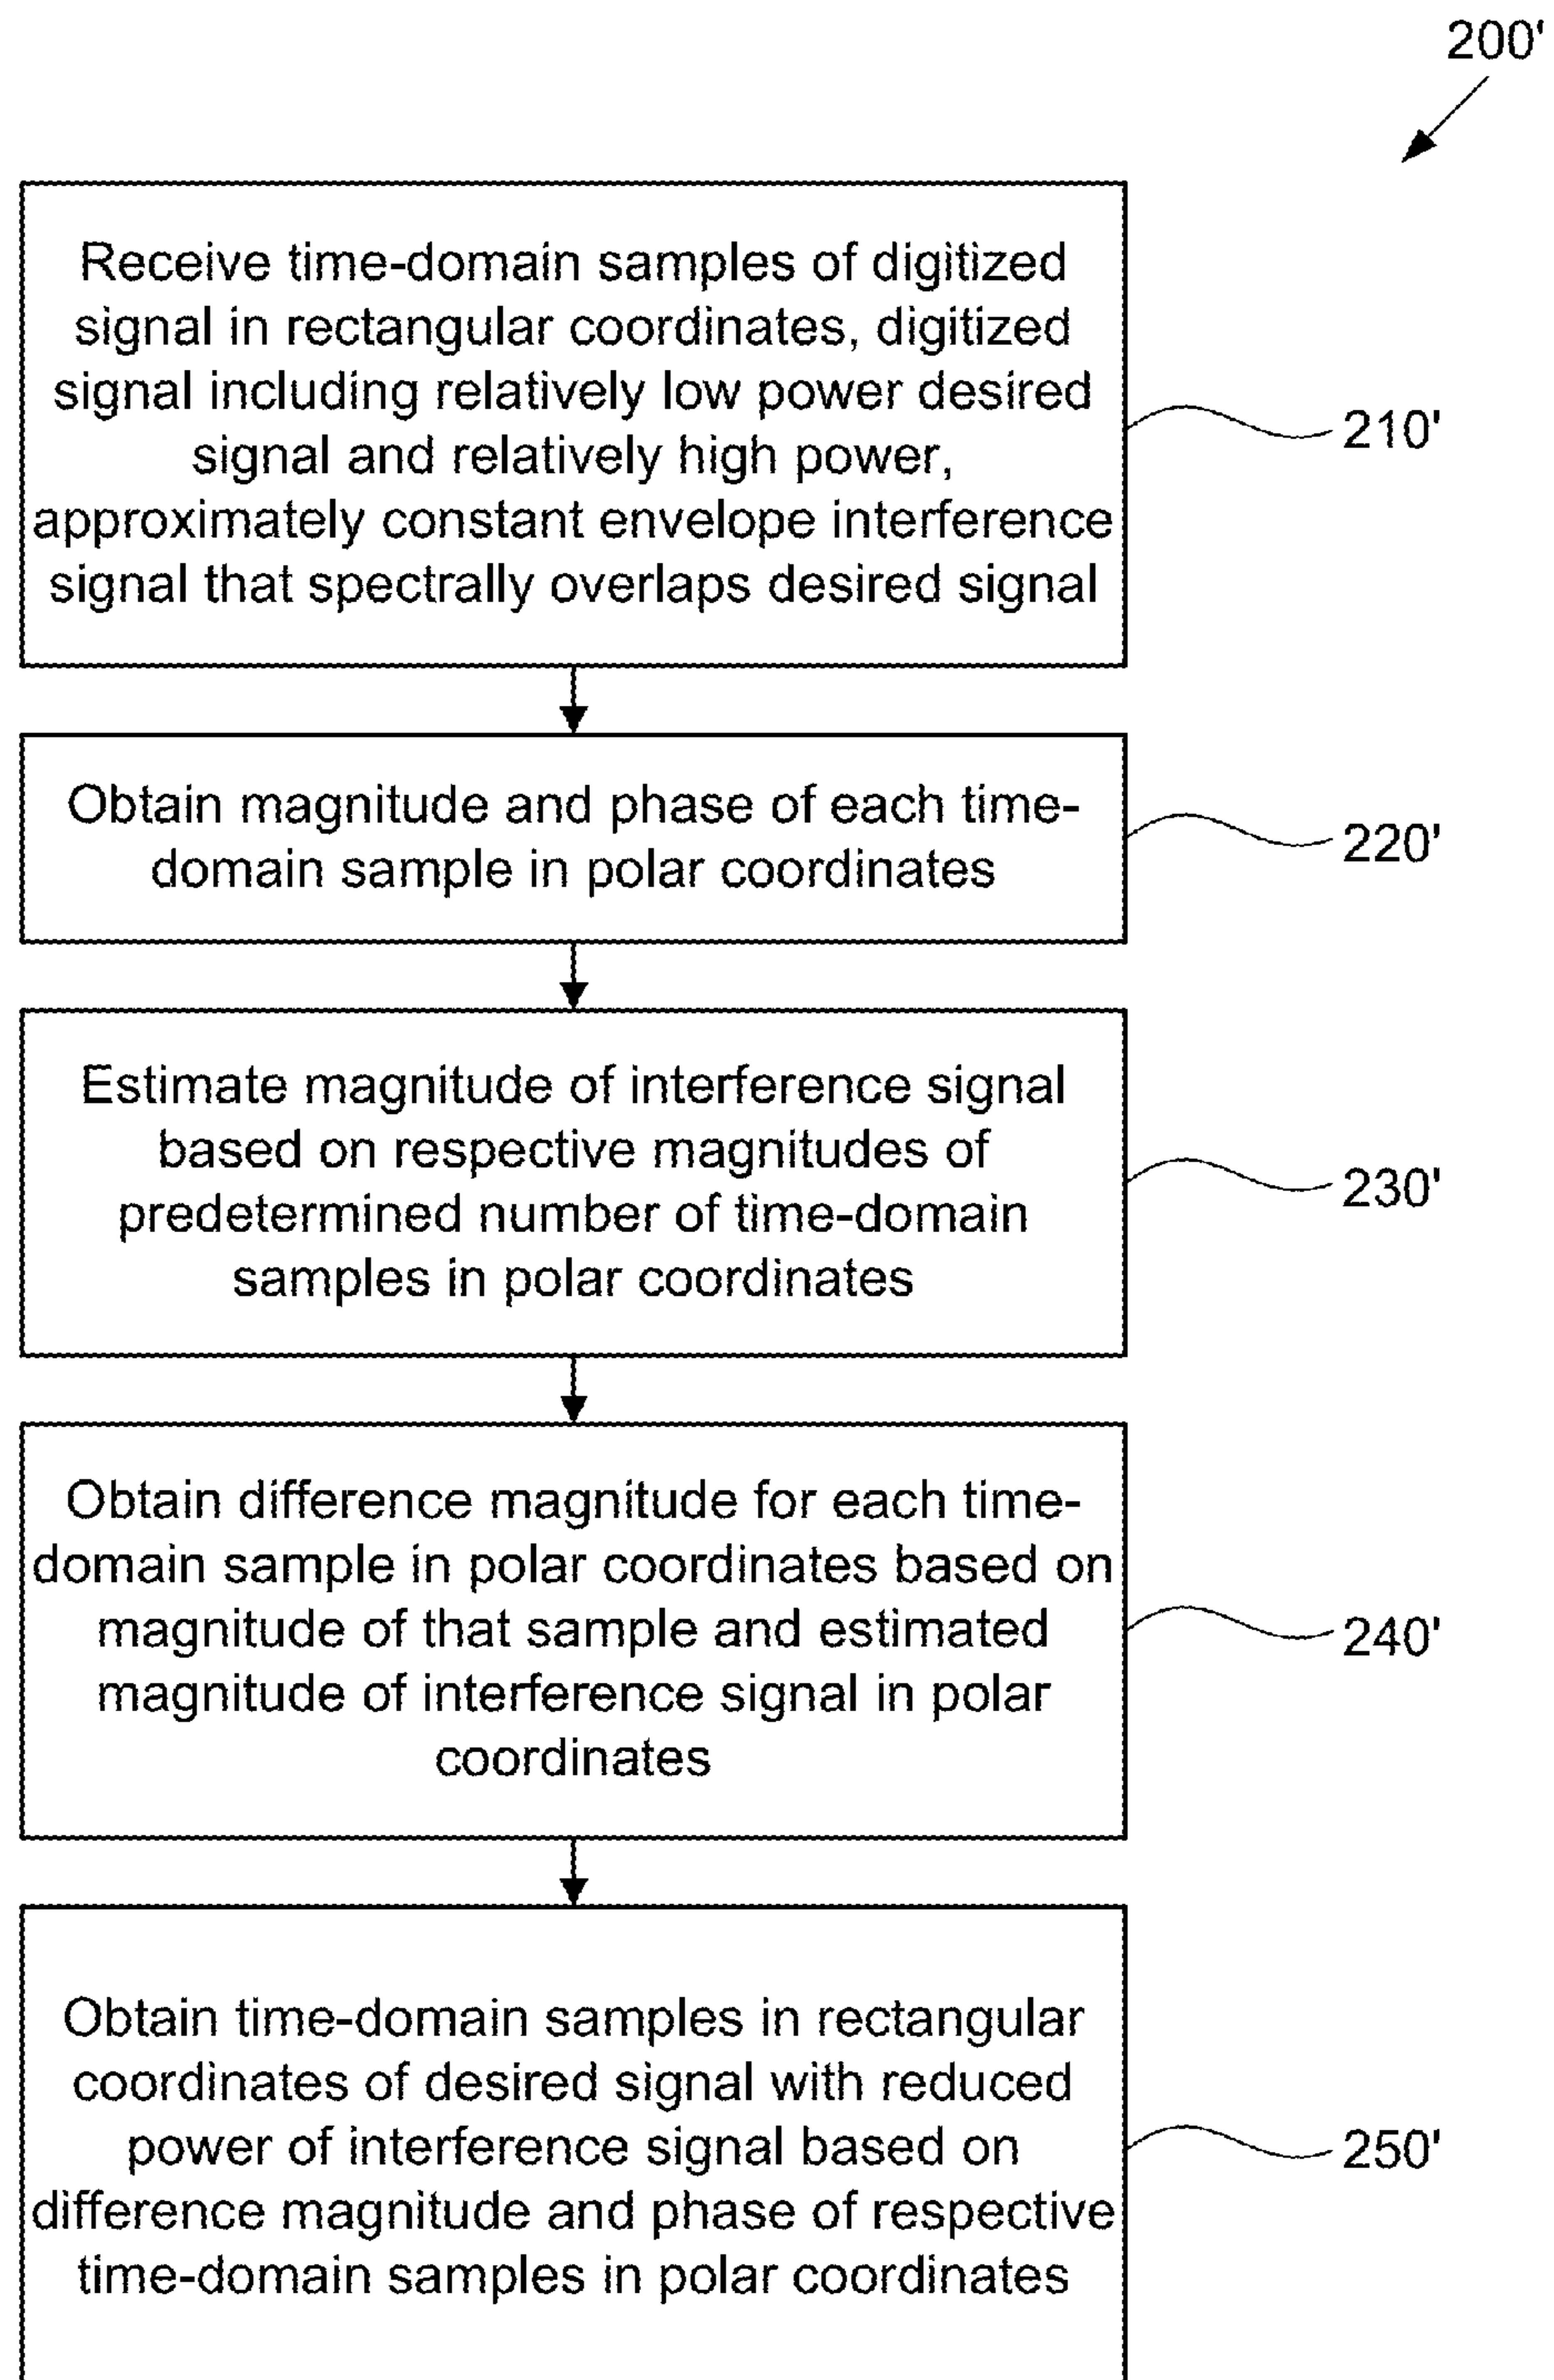 200'
Receive time-domain samples of digitized
signal in rectangular coordinates, digitized
signal including relatively low power desired
signal and relatively high power,
approximately constant envelope interference
signal that spectrally overlaps desired signal
210'
Obtain magnitude and phase of each time-
domain sample in polar coordinates
220'
Estimate magnitude of interference signal
based on respective magnitudes of
predetermined number of time-domain
samples in polar coordinates
230'
Obtain difference magnitude for each time-
domain sample in polar coordinates based on
magnitude of that sample and estimated
magnitude of interference signal in polar
coordinates
240'
Obtain time-domain samples in rectangular
coordinates of desired signal with reduced
power of interference signal based on
difference magnitude and phase of respective
time-domain samples in polar coordinates
250'